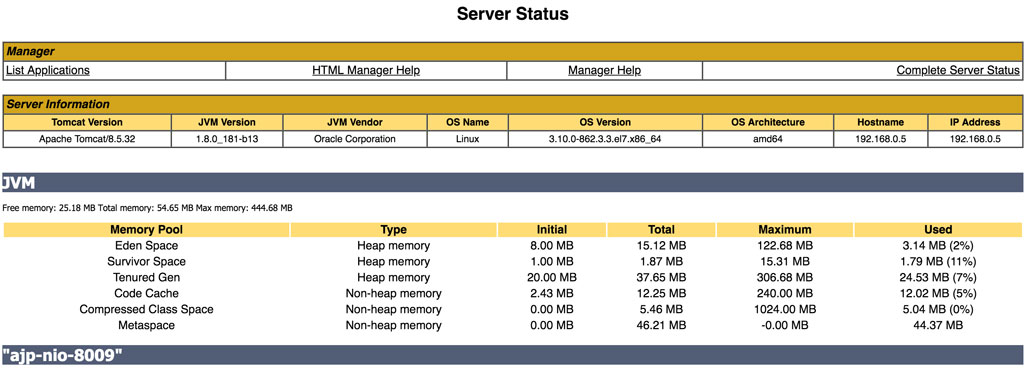 Server Status
Manager
List Applications HTML Manager Help Manager Help Complete Server Status
Server Information
Tomcat Version JVM Version JVM Vendor OS Name OS Version OS Architecture Hostname IP Address
Apache Tomcat/8.5.32 1.8.0_181-b13 Oracle Corporation Linux 3.10.0-862.3.3.el7.x86_64 amd64 192.168.0.5 192.168.0.5
JVM
Free memory: 25.18 MB Total memory: 54.65 MB Max memory: 444.68 MB
Memory Pool Type Initial Total Maximum Used
Eden Space Heap memory 8.00 MB 15.12 MB 122.68 MB 3.14 MB (2%)
Survivor Space Heap memory 1.00 MB 1.87 MB 15.31 MB 1.79 MB (11%)
Tenured Gen Heap memory 20.00 MB 37.65 MB 306.68 MB 24.53 MB (7%)
Code Cache Non-heap memory 2.43 MB 12.25 MB 240.00 MB 12.02 MB (5%)
Compressed Class Space Non-heap memory 0.00 MB 5.46 MB 1024.00 MB 5.04 MB (0%)
Metaspace Non-heap memory 0.00 MB 46.21 MB -0.00 MB 44.37 MB
"ajp-nio-8009"